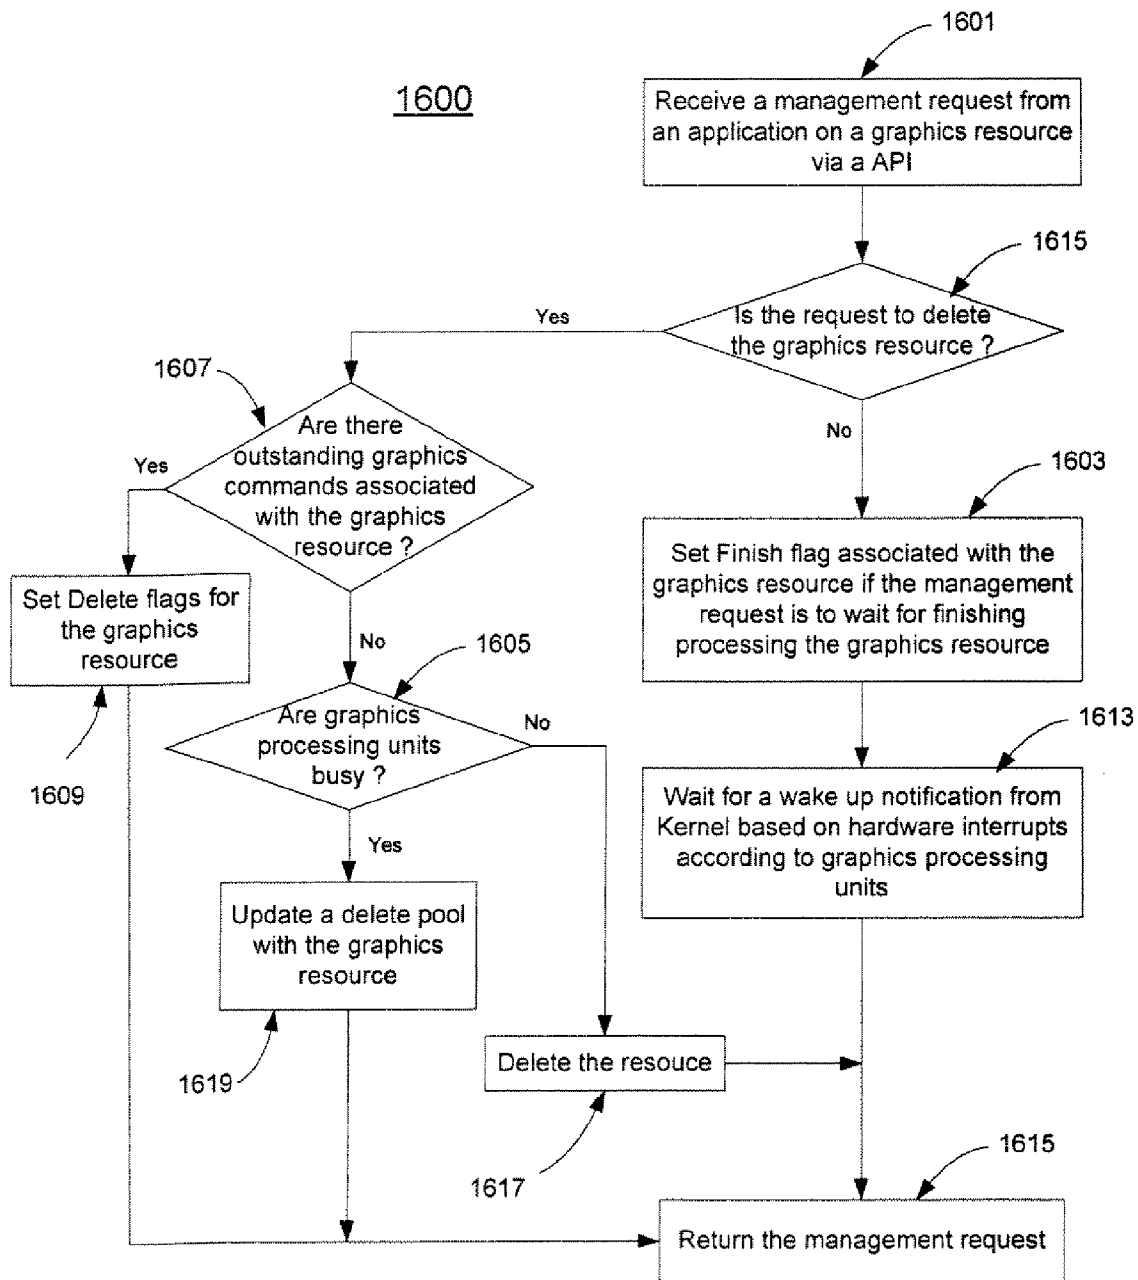 1600
1601
Receive a management request from
an application on a graphics resource
via a API
1615
Is the request to delete
the graphics resource ?
Yes
No
1607
Are there
outstanding graphics
commands associated
with the graphics
resource ?
Yes
No
1603
Set Finish flag associated with the
graphics resource if the management
request is to wait for finishing
processing the graphics resource
Set Delete flags for
the graphics
resource
1609
1605
Are graphics
processing units
busy ?
No
Yes
1613
Wait for a wake up notification from
Kernel based on hardware interrupts
according to graphics processing
units
Update a delete pool
with the graphics
resource
1619
Delete the resouce
1617
1615
Return the management request